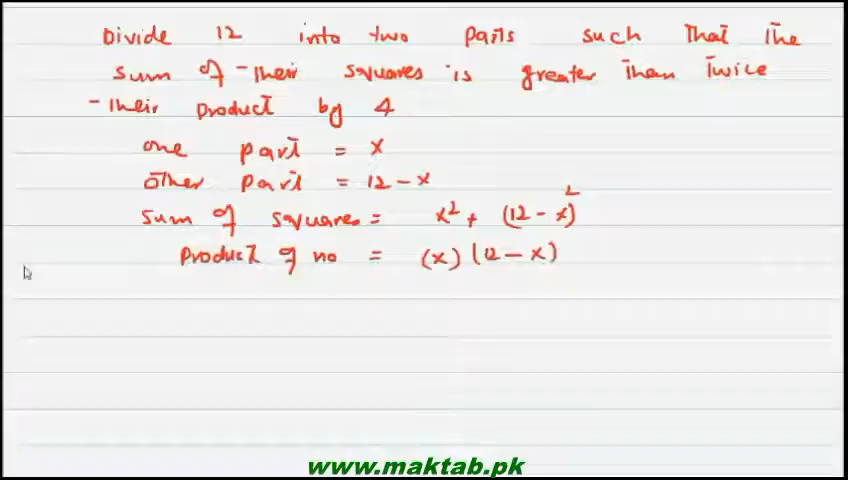 Divide 12 into two parts such that the
sum of their squares is greater than twice
their product by 4
one part = x
other part = 12 - x
sum of squares = x² + (12 - x)²
product of no = (x) (12 - x)
www.maktab.pk